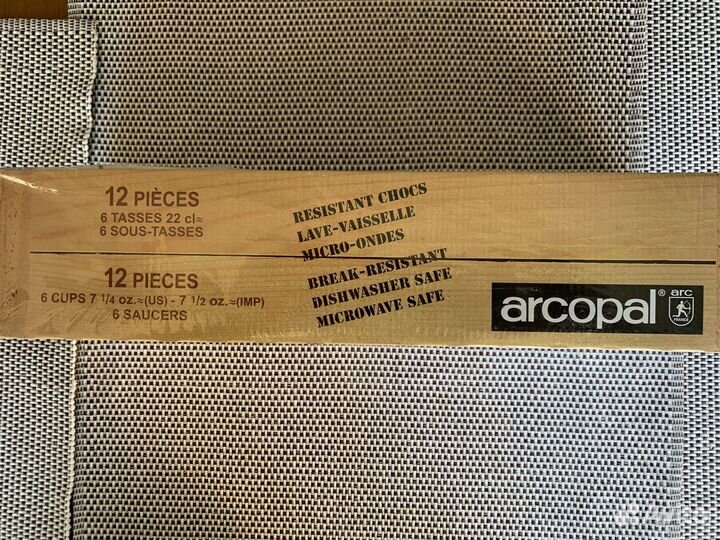 12 PIÈCES
6 TASSES 22 cl≈
6 SOUS-TASSES
RESISTANT CHOCS
LAVE-VAISSELLE
MICRO-ONDES
12 PIECES
6 CUPS 7 1/4 oz.≈(US) - 7 1/2 oz.≈(IMP)
6 SAUCERS
BREAK-RESISTANT
DISHWASHER SAFE
MICROWAVE SAFE
arcopal®
arc
FRANCE